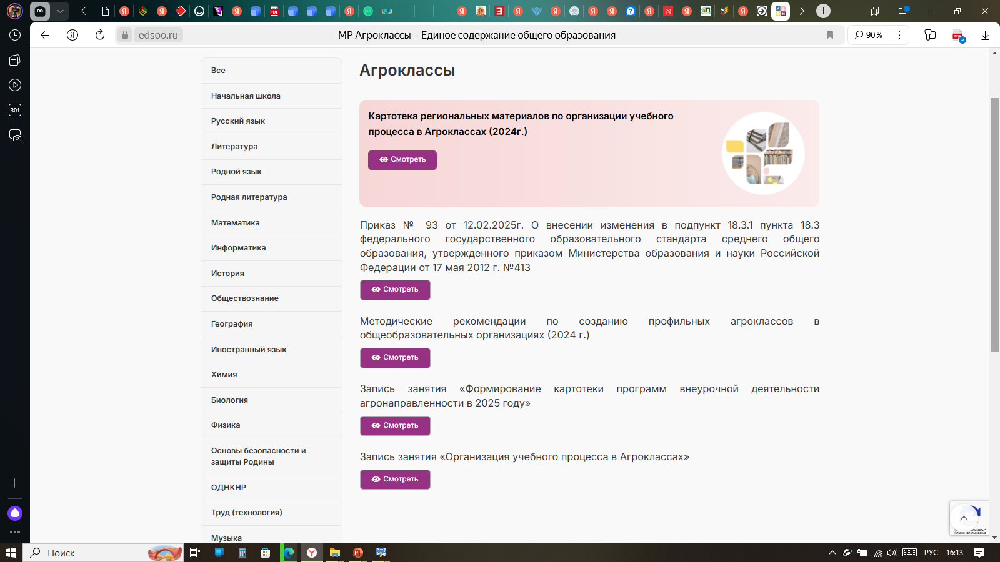 edsoo.ru
МР Агроклассы – Единое содержание общего образования
90%
301
Все
Начальная школа
Русский язык
Литература
Родной язык
Родная литература
Математика
Информатика
История
Обществознание
География
Иностранный язык
Химия
Биология
Физика
Основы безопасности и
защиты Родины
ОДНКНР
Труд (технология)
Музыка
Агроклассы
Картотека региональных материалов по организации учебного
процесса в Агроклассах (2024г.)
Смотреть
Приказ № 93 от 12.02.2025г. О внесении изменения в подпункт 18.3.1 пункта 18.3
федерального государственного образовательного стандарта среднего общего
образования, утвержденного приказом Министерства образования и науки Российской
Федерации от 17 мая 2012 г. №413
Смотреть
Методические рекомендации по созданию профильных агроклассов в
общеобразовательных организациях (2024 г.)
Смотреть
Запись занятия «Формирование картотеки программ внеурочной деятельности
агронаправленности в 2025 году»
Смотреть
Запись занятия «Организация учебного процесса в Агроклассах»
Смотреть
Поиск
РУС
16:13